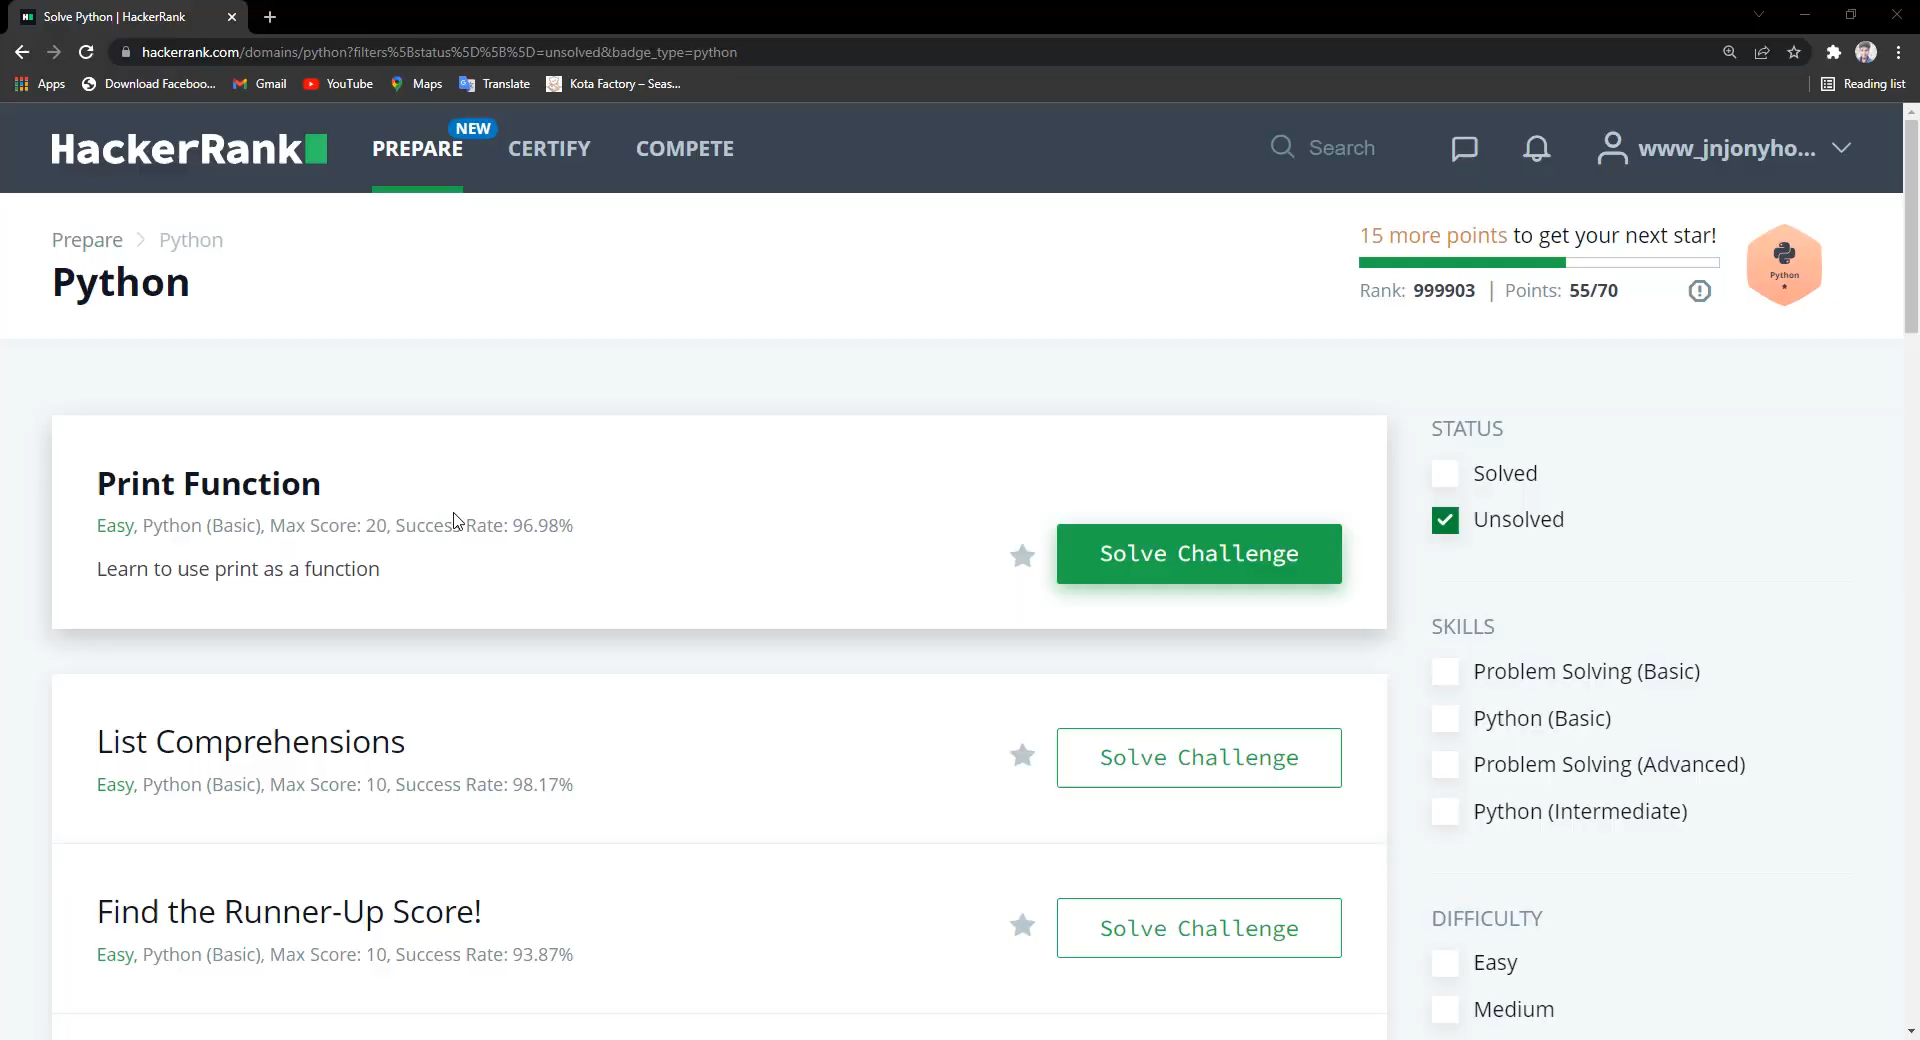 Solve Python | HackerRank
hackerrank.com/domains/python?filters%5Bstatus%5D%5B%5D=unsolved&badge_type=python
Apps Download Faceboo... Gmail YouTube Maps Translate Kota Factory – Seas... Reading list
NEW
HackerRank PREPARE CERTIFY COMPETE Search www_jnjonyho...
Prepare Python
Python
15 more points to get your next star!
Rank: 999903 | Points: 55/70
Python
Print Function
Easy, Python (Basic), Max Score: 20, Success Rate: 96.98%
Learn to use print as a function
Solve Challenge
List Comprehensions
Easy, Python (Basic), Max Score: 10, Success Rate: 98.17%
Solve Challenge
Find the Runner-Up Score!
Easy, Python (Basic), Max Score: 10, Success Rate: 93.87%
Solve Challenge
STATUS
Solved
Unsolved
SKILLS
Problem Solving (Basic)
Python (Basic)
Problem Solving (Advanced)
Python (Intermediate)
DIFFICULTY
Easy
Medium